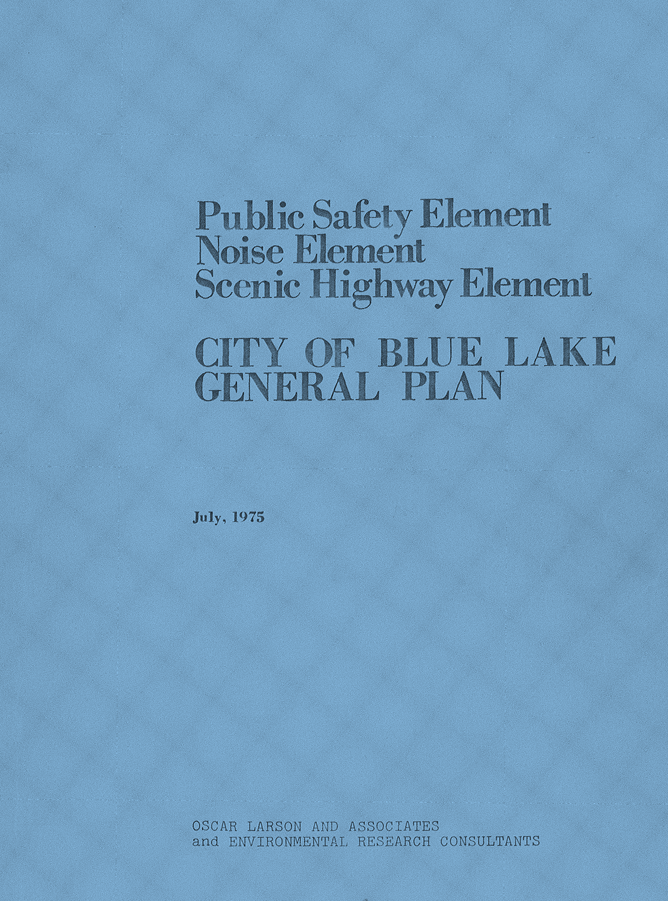 Public Safety Element
Noise Element
Scenic Highway Element
CITY OF BLUE LAKE
GENERAL PLAN
July, 1975
OSCAR LARSON AND ASSOCIATES
and ENVIRONMENTAL RESEARCH CONSULTANTS